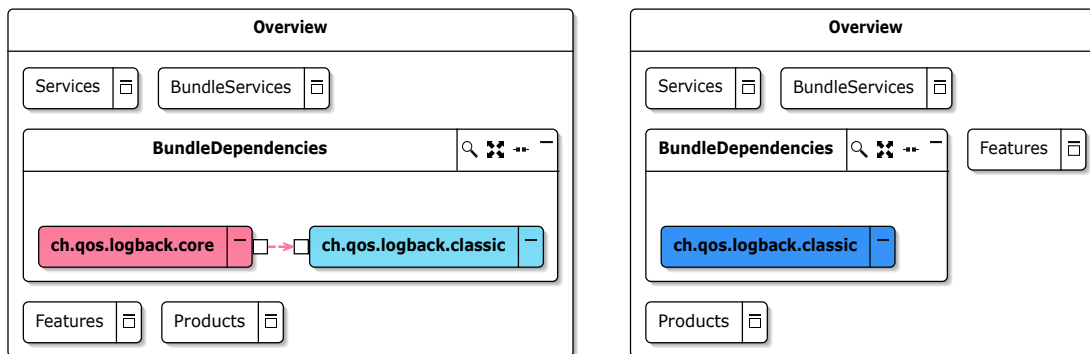 Overview
Services
BundleServices
BundleDependencies
ch.qos.logback.core
ch.qos.logback.classic
Features
Products
Overview
Services
BundleServices
BundleDependencies
Features
ch.qos.logback.classic
Products